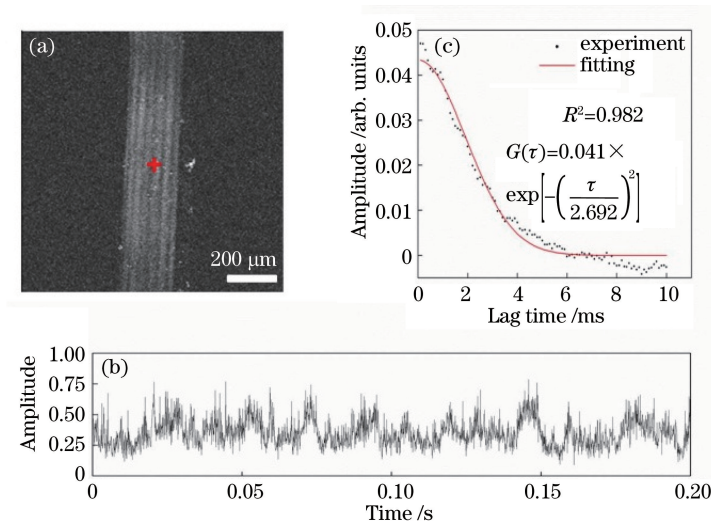 (a)
200 μm
(c)
0.05
0.04
0.03
0.02
0.01
0
Amplitude /arb. units
experiment
fitting
R²=0.982
G(τ)=0.041×
exp[-(τ/2.692)²]
0 2 4 6 8 10
Lag time /ms
(b)
1.00
0.75
0.50
0.25
0
Amplitude
0 0.05 0.10 0.15 0.20
Time /s